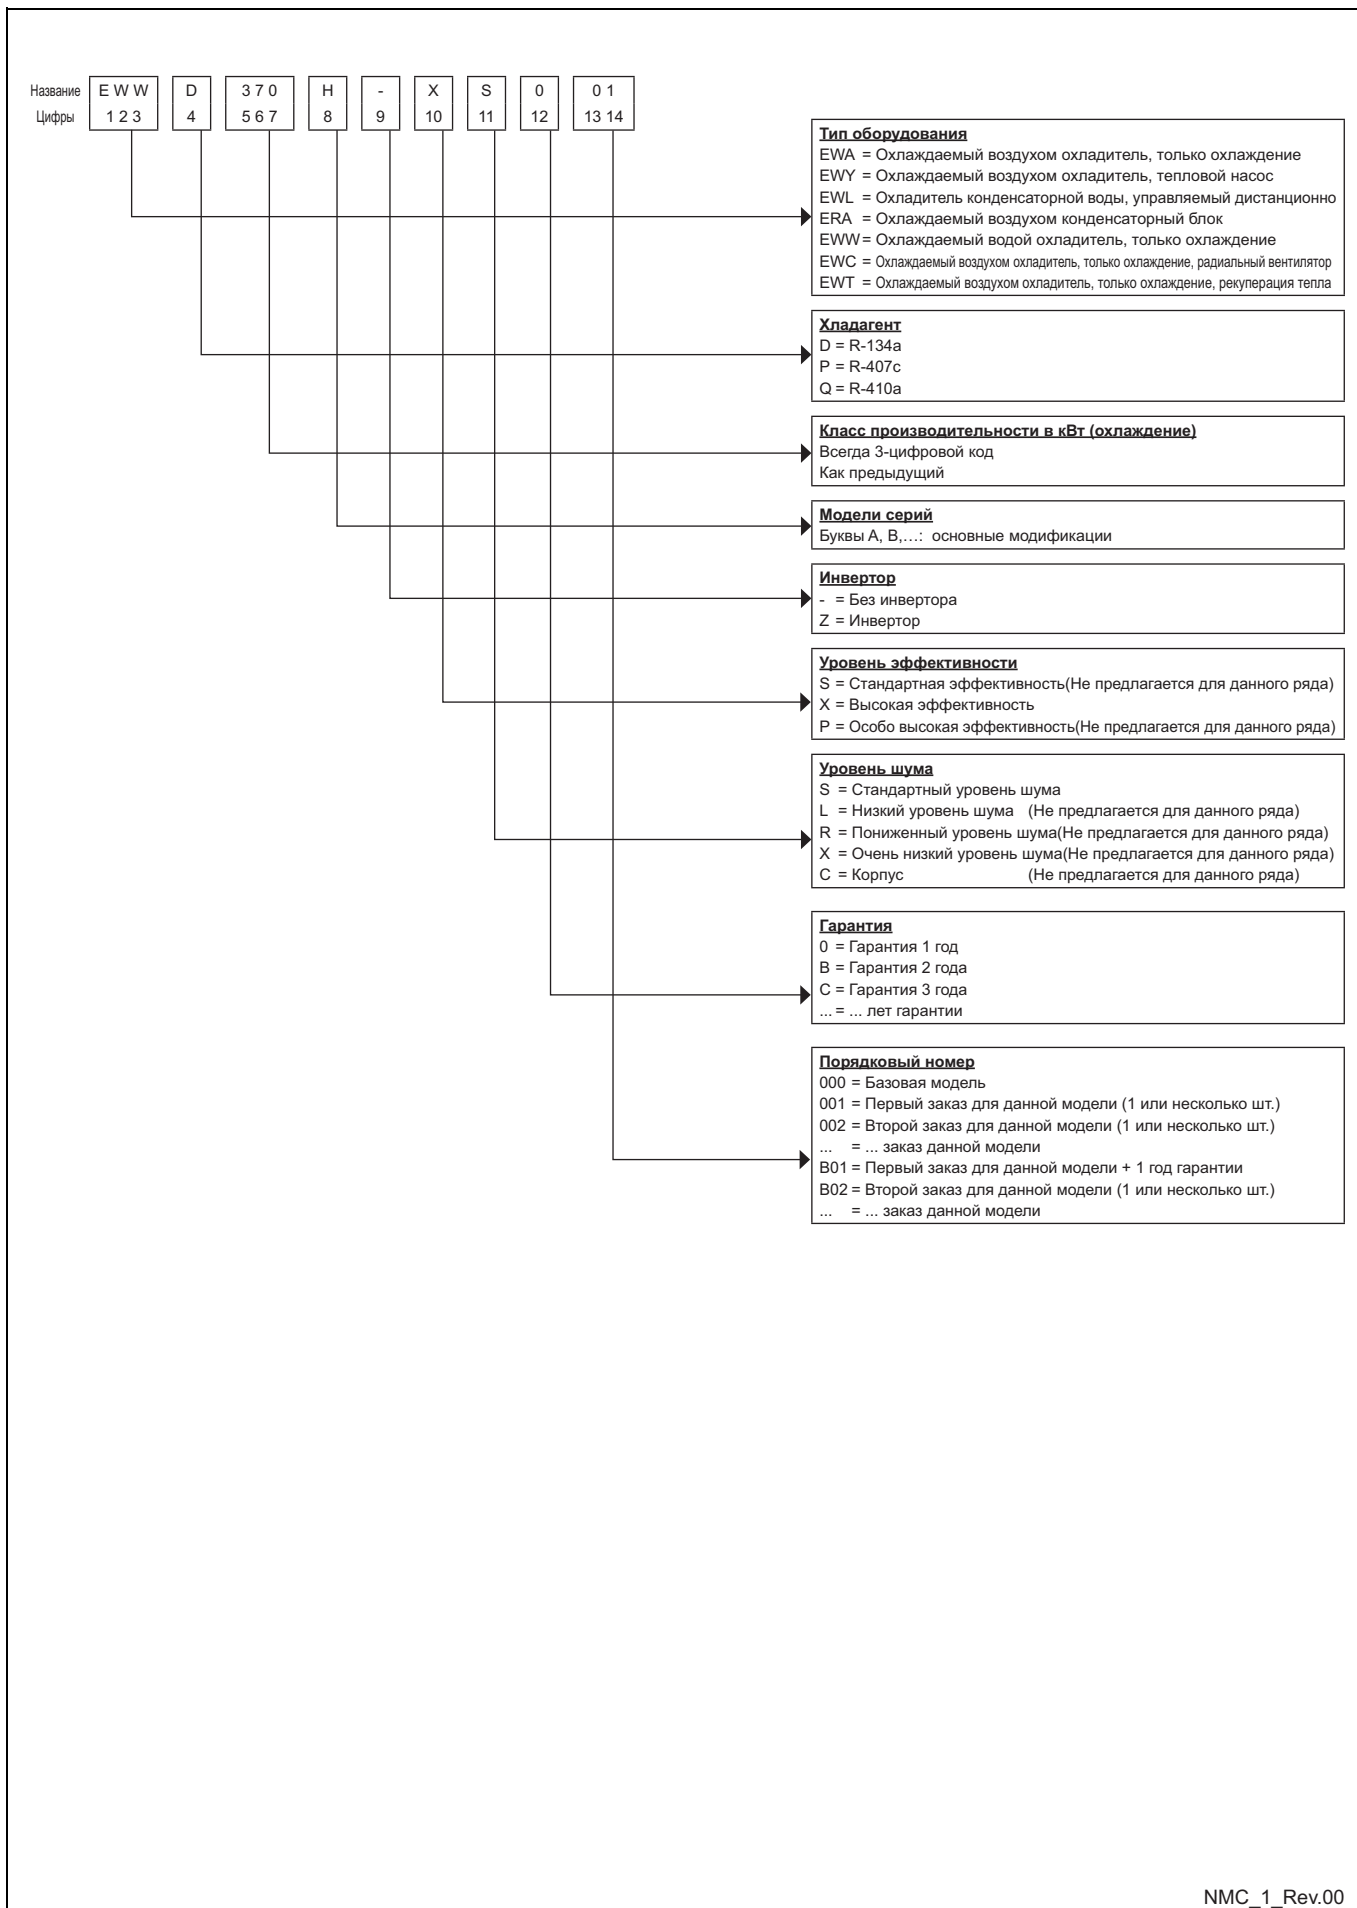 Название E W W D 3 7 0 H - X S 0 0 1
Цифры 1 2 3 4 5 6 7 8 9 10 11 12 13 14
Тип оборудования
EWA = Охлаждаемый воздухом охладитель, только охлаждение
EWY = Охлаждаемый воздухом охладитель, тепловой насос
EWL = Охладитель конденсаторной воды, управляемый дистанционно
ERA = Охлаждаемый воздухом конденсаторный блок
EWW = Охлаждаемый водой охладитель, только охлаждение
EWC = Охлаждаемый воздухом охладитель, только охлаждение, радиальный вентилятор
EWT = Охлаждаемый воздухом охладитель, только охлаждение, рекуперация тепла
Хладагент
D = R-134a
P = R-407c
Q = R-410a
Класс производительности в кВт (охлаждение)
Всегда 3-цифровой код
Как предыдущий
Модели серий
Буквы A, B,…: основные модификации
Инвертор
- = Без инвертора
Z = Инвертор
Уровень эффективности
S = Стандартная эффективность(Не предлагается для данного ряда)
X = Высокая эффективность
P = Особо высокая эффективность(Не предлагается для данного ряда)
Уровень шума
S = Стандартный уровень шума
L = Низкий уровень шума (Не предлагается для данного ряда)
R = Пониженный уровень шума(Не предлагается для данного ряда)
X = Очень низкий уровень шума(Не предлагается для данного ряда)
C = Корпус (Не предлагается для данного ряда)
Гарантия
0 = Гарантия 1 год
B = Гарантия 2 года
C = Гарантия 3 года
... = ... лет гарантии
Порядковый номер
000 = Базовая модель
001 = Первый заказ для данной модели (1 или несколько шт.)
002 = Второй заказ для данной модели (1 или несколько шт.)
... = ... заказ данной модели
B01 = Первый заказ для данной модели + 1 год гарантии
B02 = Второй заказ для данной модели (1 или несколько шт.)
... = ... заказ данной модели
NMC_1_Rev.00